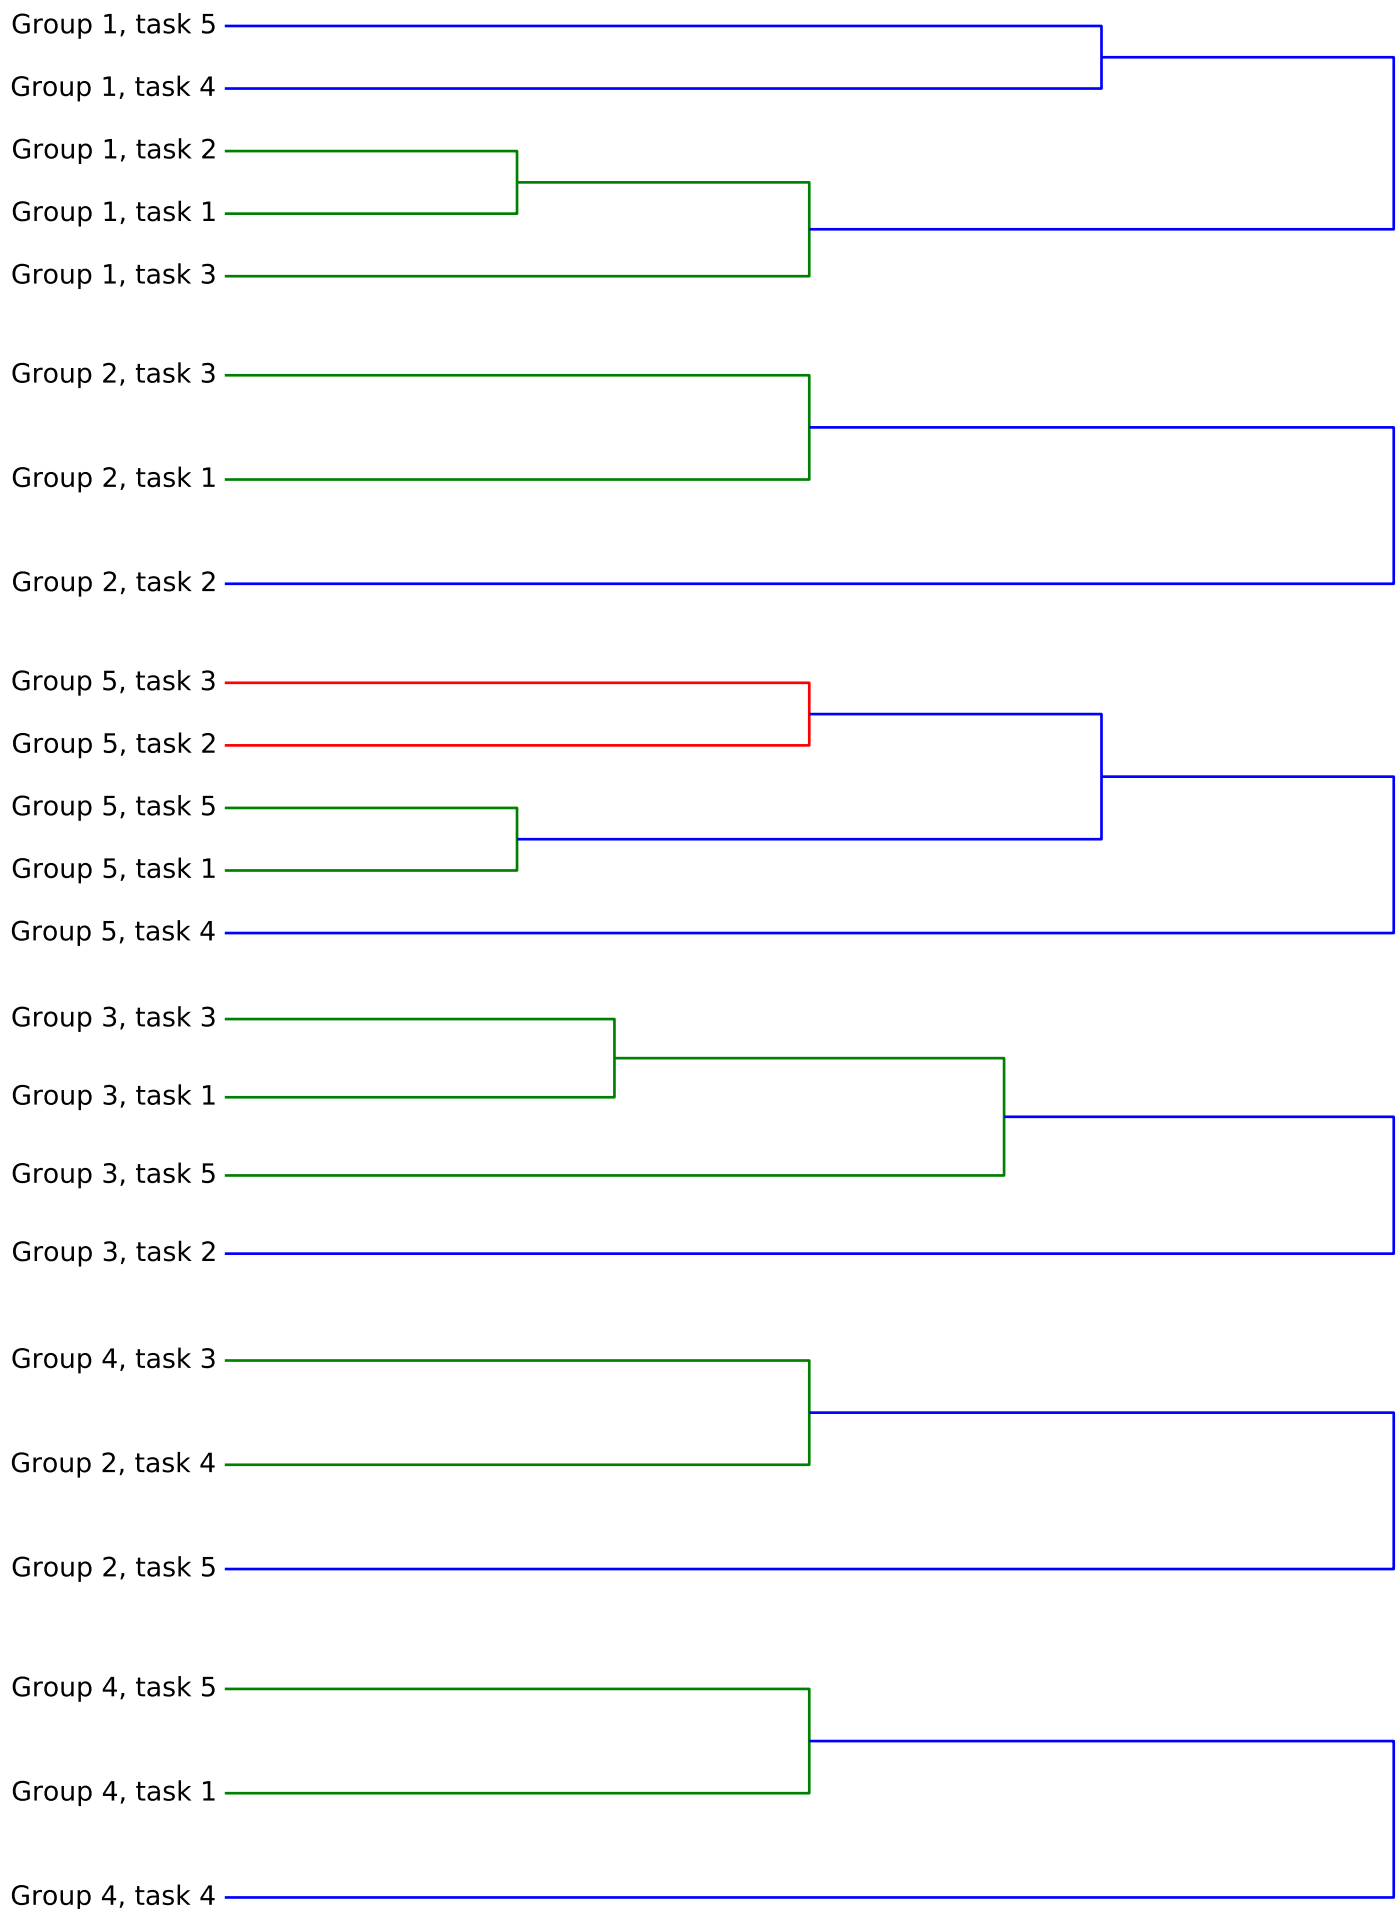 Group 1, task 5
Group 1, task 4
Group 1, task 2
Group 1, task 1
Group 1, task 3
Group 2, task 3
Group 2, task 1
Group 2, task 2
Group 5, task 3
Group 5, task 2
Group 5, task 5
Group 5, task 1
Group 5, task 4
Group 3, task 3
Group 3, task 1
Group 3, task 5
Group 3, task 2
Group 4, task 3
Group 2, task 4
Group 2, task 5
Group 4, task 5
Group 4, task 1
Group 4, task 4